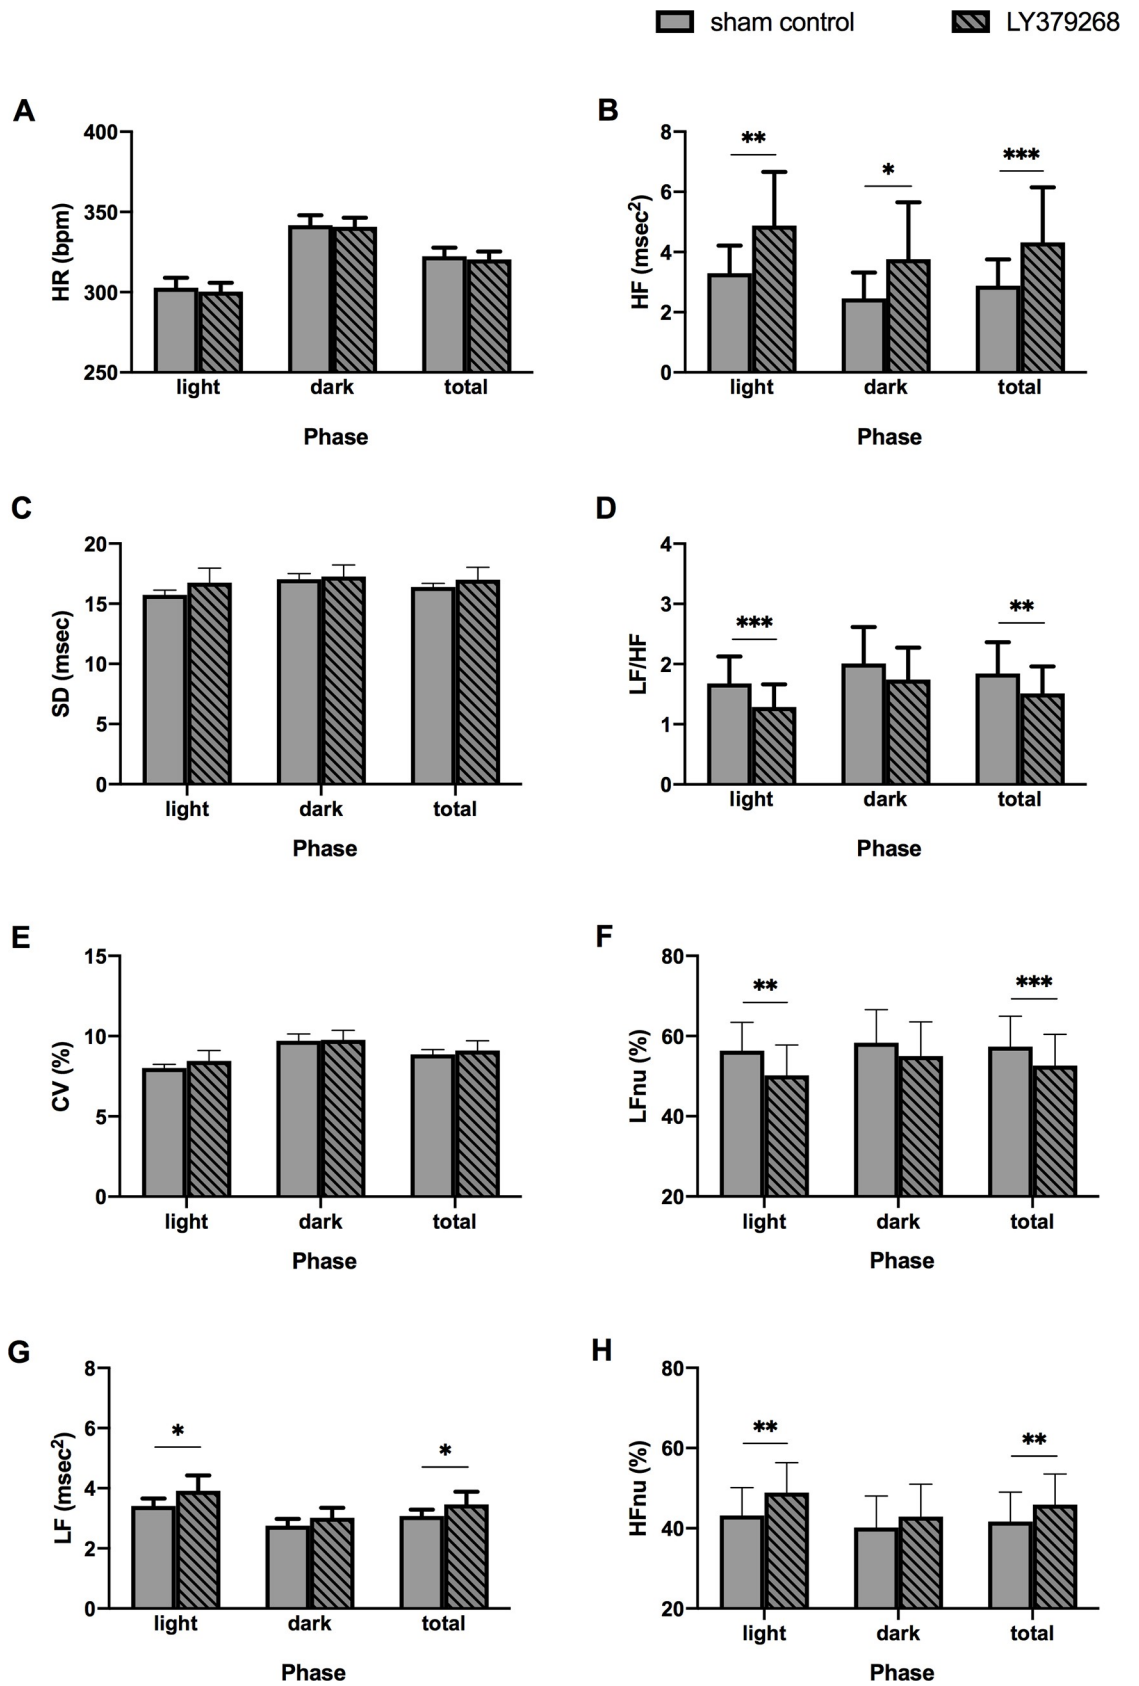 sham control LY379268
A
HR (bpm)
400
350
300
250
light dark total
Phase
B
HF (msec2)
8
6
4
2
0
** * ***
light dark total
Phase
C
SD (msec)
20
15
10
5
0
light dark total
Phase
D
LF/HF
4
3
2
1
0
*** **
light dark total
Phase
E
CV (%)
15
10
5
0
light dark total
Phase
F
LFnu (%)
80
60
40
20
** ***
light dark total
Phase
G
LF (msec2)
8
6
4
2
0
* *
light dark total
Phase
H
HFnu (%)
80
60
40
20
** **
light dark total
Phase